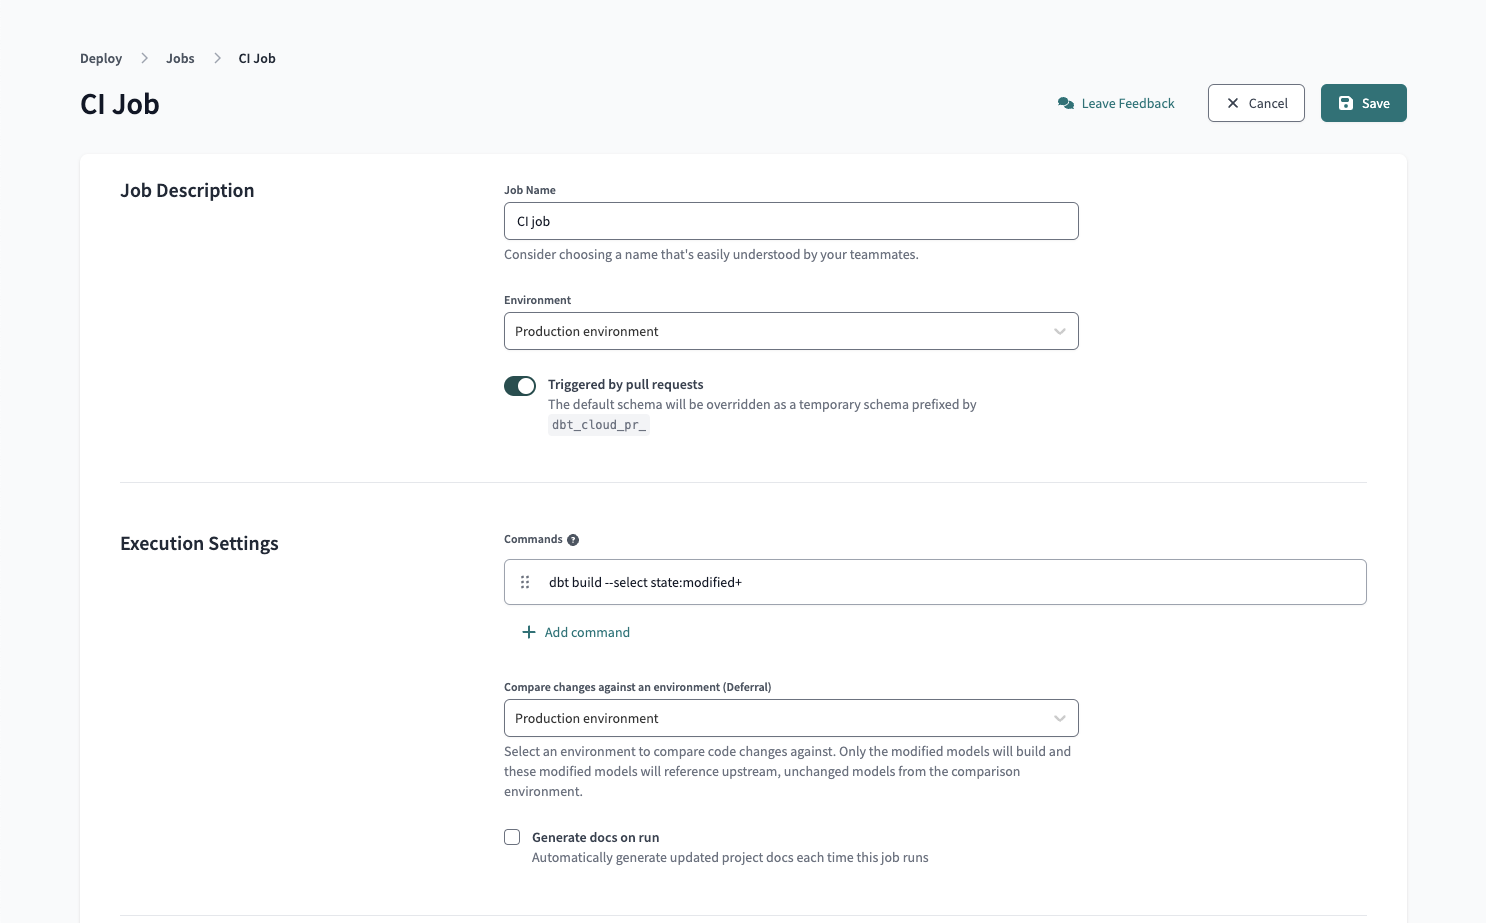 Deploy
Jobs
CI Job
CI Job
Leave Feedback
Cancel
Save
Job Description
Job Name
CI job
Consider choosing a name that's easily understood by your teammates.
Environment
Production environment
Triggered by pull requests
The default schema will be overridden as a temporary schema prefixed by
dbt_cloud_pr_
Execution Settings
Commands ?
dbt build --select state:modified+
Add command
Compare changes against an environment (Deferral)
Production environment
Select an environment to compare code changes against. Only the modified models will build and
these modified models will reference upstream, unchanged models from the comparison
environment.
Generate docs on run
Automatically generate updated project docs each time this job runs